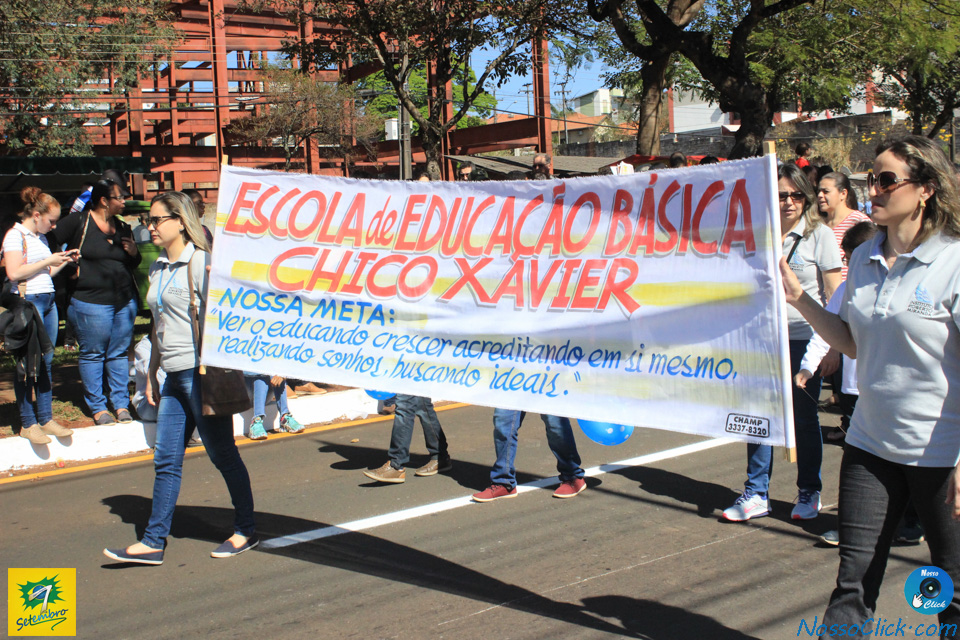 ESCOLA de EDUCAÇÃO BÁSICA
CHICO XAVIER
NOSSA META:
"Ver o educando crescer acreditando em si mesmo,
realizando sonhos, buscando ideais."
CHAMP
3337-8320
7
Setembro
Nosso
Click
NossoClick.com